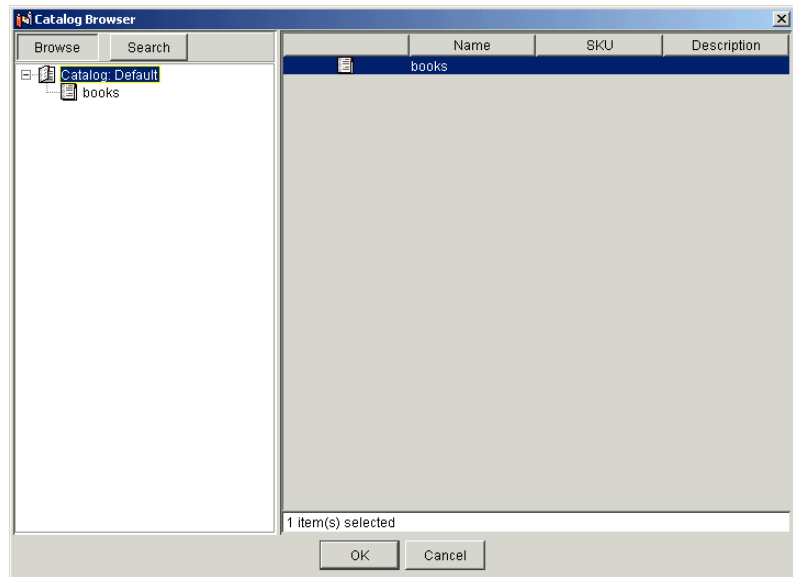 Catalog Browser
Browse Search
Name SKU Description
Catalog: Default
books
books
1 item(s) selected
OK Cancel